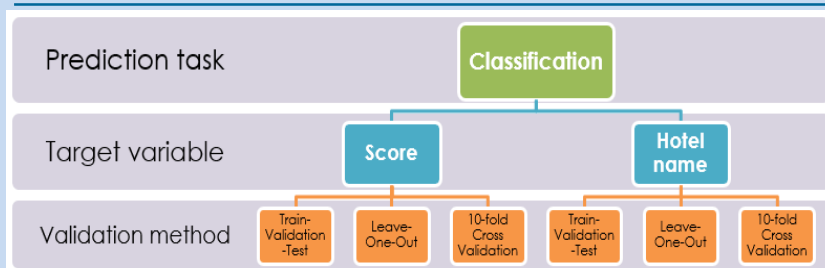 Prediction task
Classification
Target variable
Score
Hotel
name
Validation method
Train-
Validation
-Test
Leave-
One-Out
10-fold
Cross
Validation
Train-
Validation
-Test
Leave-
One-Out
10-fold
Cross
Validation